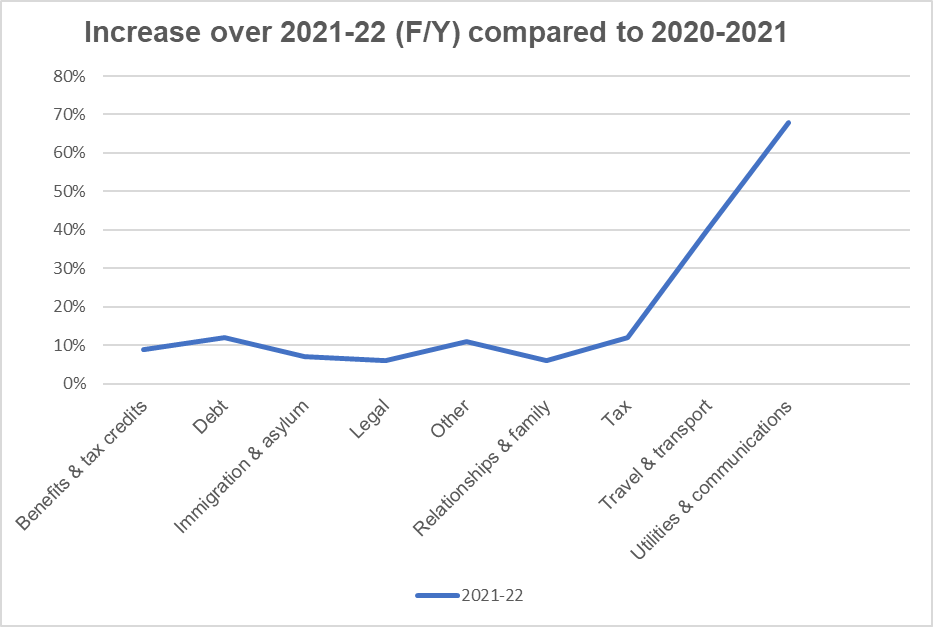 Increase over 2021-22 (F/Y) compared to 2020-2021
80%
70%
60%
50%
40%
30%
20%
10%
0%
Benefits & tax credits
Debt
Immigration & asylum
Legal
Other
Relationships & family
Tax
Travel & transport
Utilities & communications
2021-22